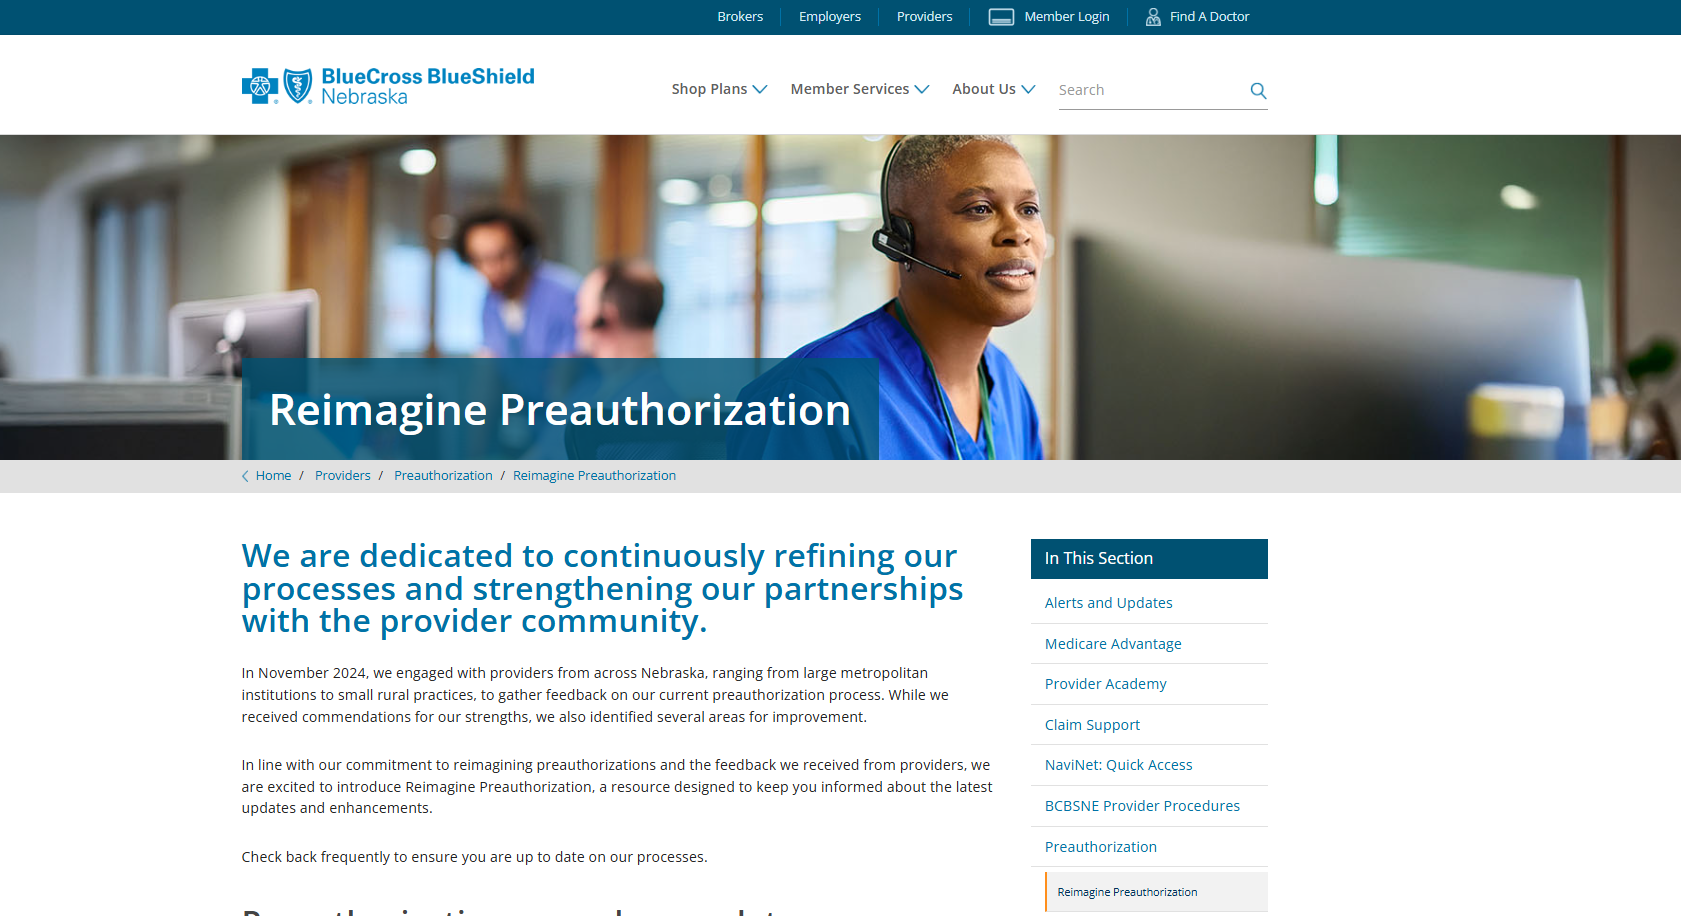 Brokers
Employers
Providers
Member Login
Find A Doctor
BlueCross BlueShield
Nebraska
Shop Plans
Member Services
About Us
Search
Reimagine Preauthorization
Home / Providers / Preauthorization / Reimagine Preauthorization
We are dedicated to continuously refining our
processes and strengthening our partnerships
with the provider community.
In November 2024, we engaged with providers from across Nebraska, ranging from large metropolitan
institutions to small rural practices, to gather feedback on our current preauthorization process. While we
received commendations for our strengths, we also identified several areas for improvement.
In line with our commitment to reimagining preauthorizations and the feedback we received from providers, we
are excited to introduce Reimagine Preauthorization, a resource designed to keep you informed about the latest
updates and enhancements.
Check back frequently to ensure you are up to date on our processes.
In This Section
Alerts and Updates
Medicare Advantage
Provider Academy
Claim Support
NaviNet: Quick Access
BCBSNE Provider Procedures
Preauthorization
Reimagine Preauthorization